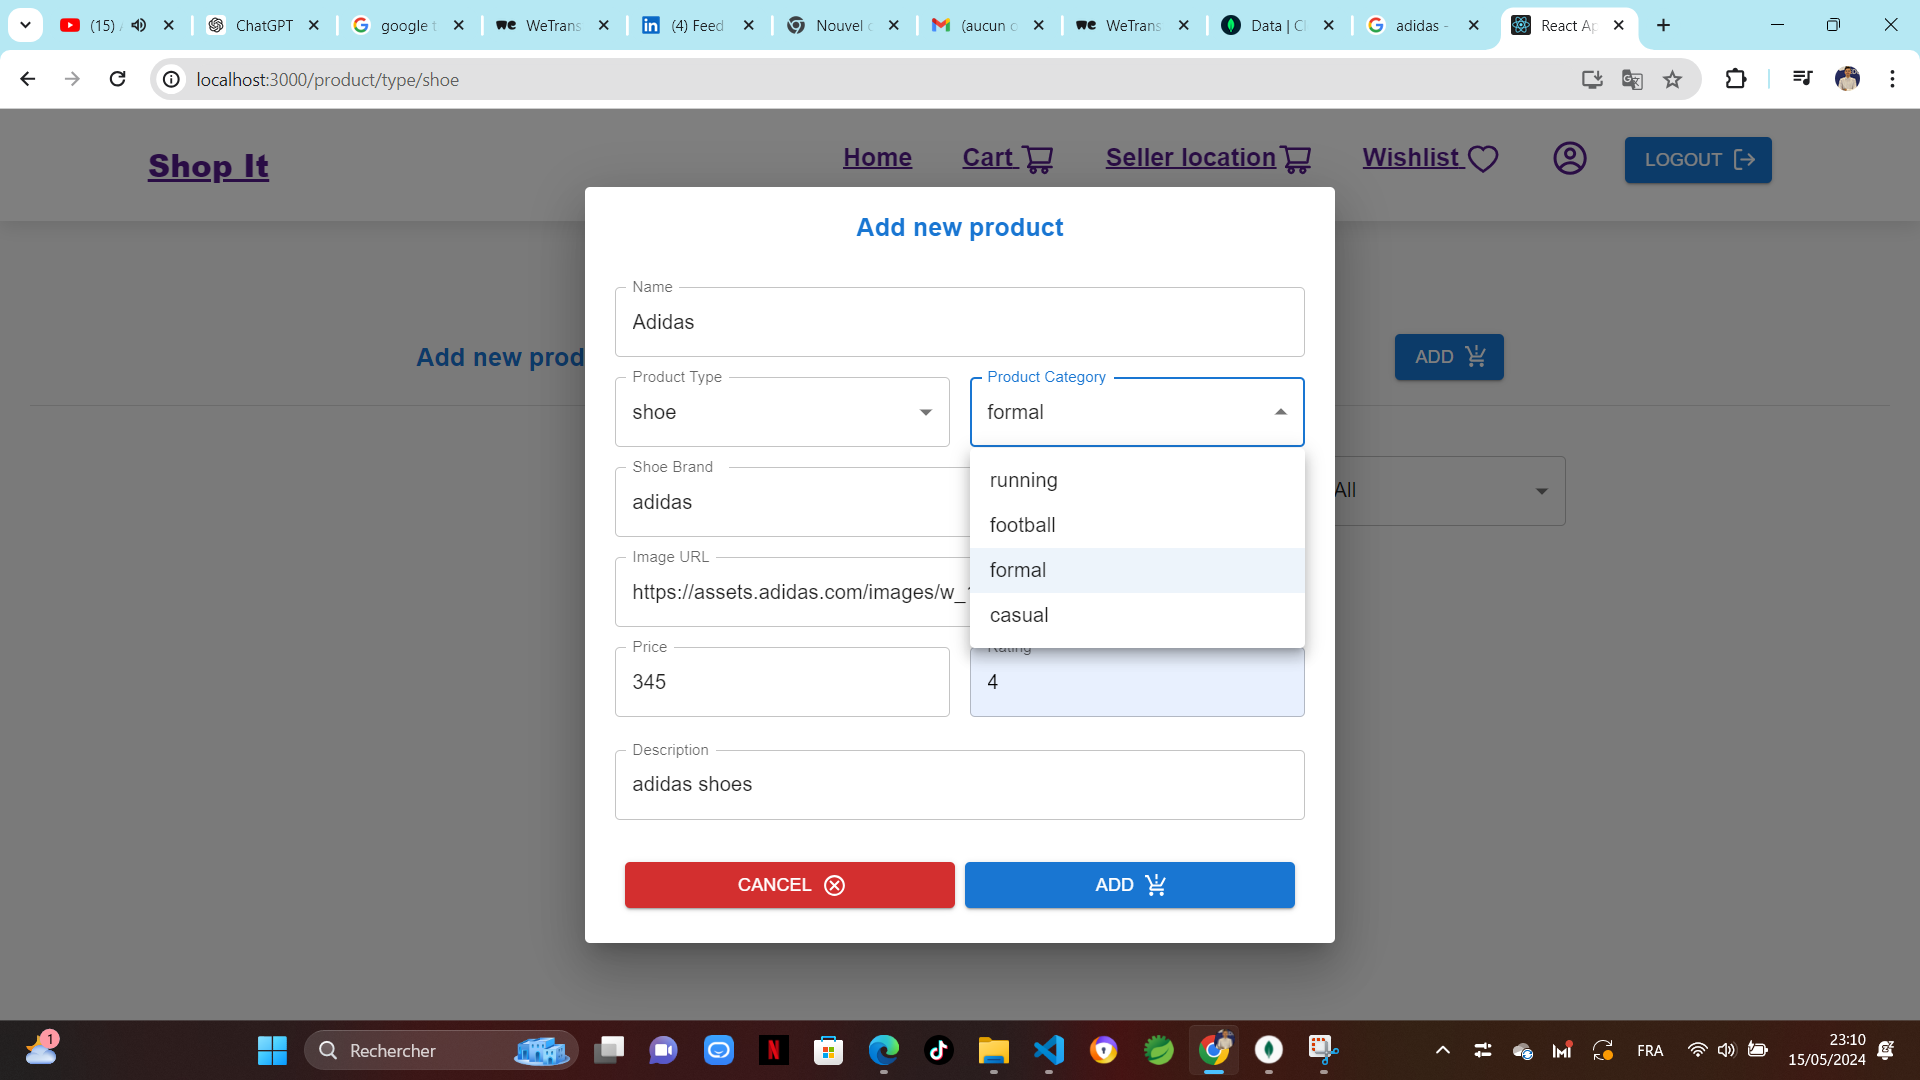 (15)
ChatGPT
google t
WeTrans
(4) Feed
Nouvel o
(aucun o
WeTrans
Data | Cl
adidas -
React Ap
localhost:3000/product/type/shoe
Shop It
Home
Cart
Seller location
Wishlist
LOGOUT
Add new product
Name
Adidas
Add new prod
ADD
Product Type
shoe
Product Category
formal
Shoe Brand
adidas
running
football
formal
casual
All
Image URL
https://assets.adidas.com/images/w_
Price
345
Rating
4
Description
adidas shoes
CANCEL
ADD
1
Rechercher
FRA
23:10
15/05/2024